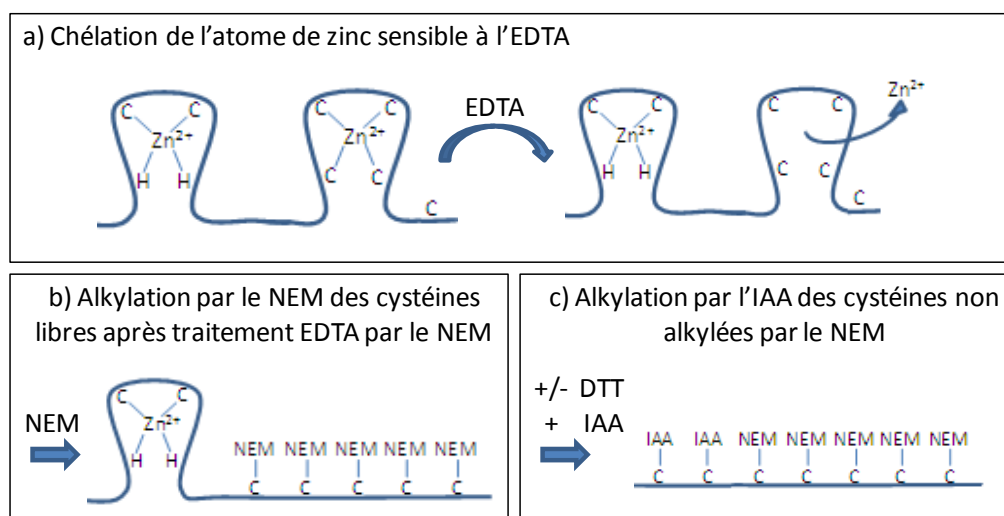 a) Chélation de l'atome de zinc sensible à l'EDTA
C C C C EDTA C C C C Zn²⁺
Zn²⁺ Zn²⁺ Zn²⁺
H H C C H H C C
C C
b) Alkylation par le NEM des cystéines
libres après traitement EDTA par le NEM
NEM
C C
Zn²⁺
H H
NEM NEM NEM NEM NEM
C C C C C
c) Alkylation par l'IAA des cystéines non
alkylées par le NEM
+/- DTT
+ IAA
IAA IAA NEM NEM NEM NEM NEM
C C C C C C C